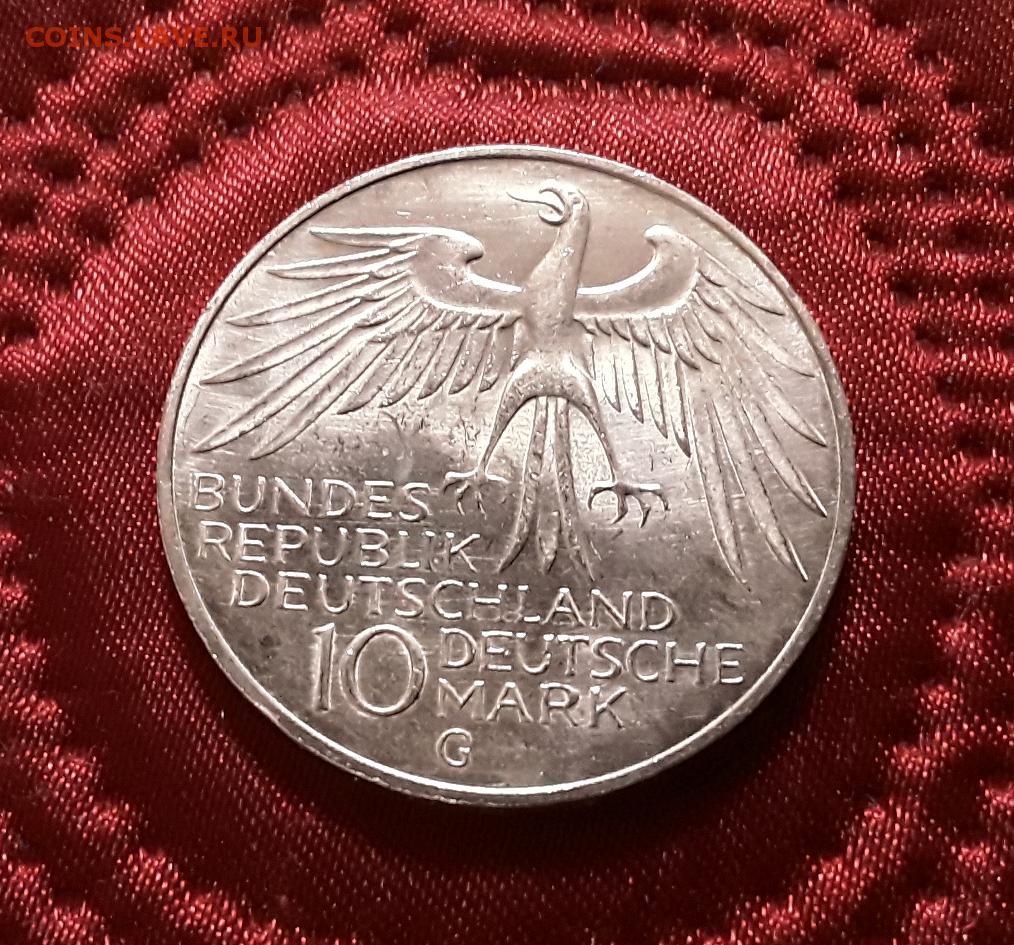 COINS.LAVE.RU
BUNDES
REPUBLIK
DEUTSCHLAND
10 DEUTSCHE
MARK
G